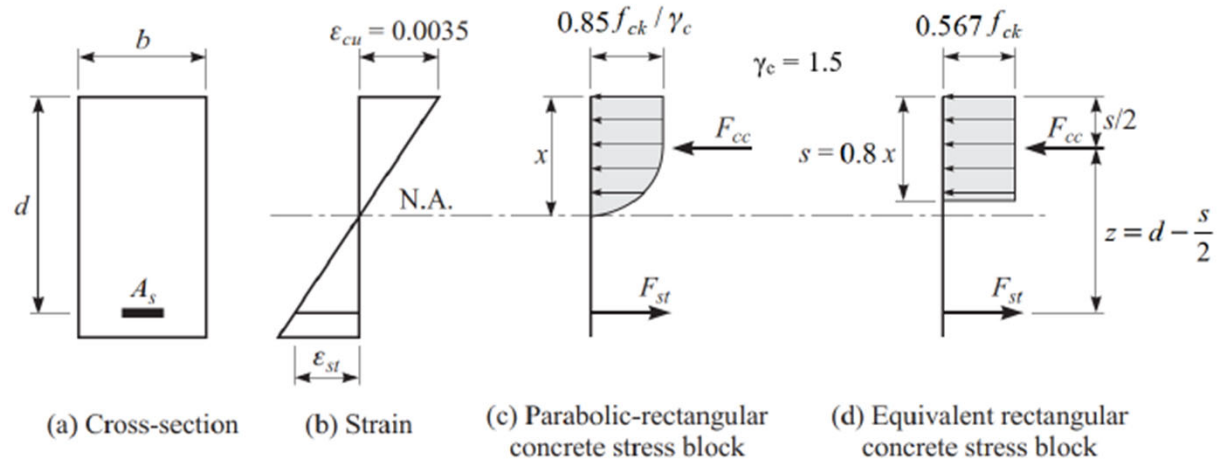 b
d
A_s
(a) Cross-section
ε_cu = 0.0035
N.A.
ε_st
(b) Strain
0.85 f_ck / γ_c
γ_c = 1.5
x
F_cc
F_st
(c) Parabolic-rectangular
concrete stress block
0.567 f_ck
s = 0.8 x
F_cc
s/2
z = d − s/2
F_st
(d) Equivalent rectangular
concrete stress block